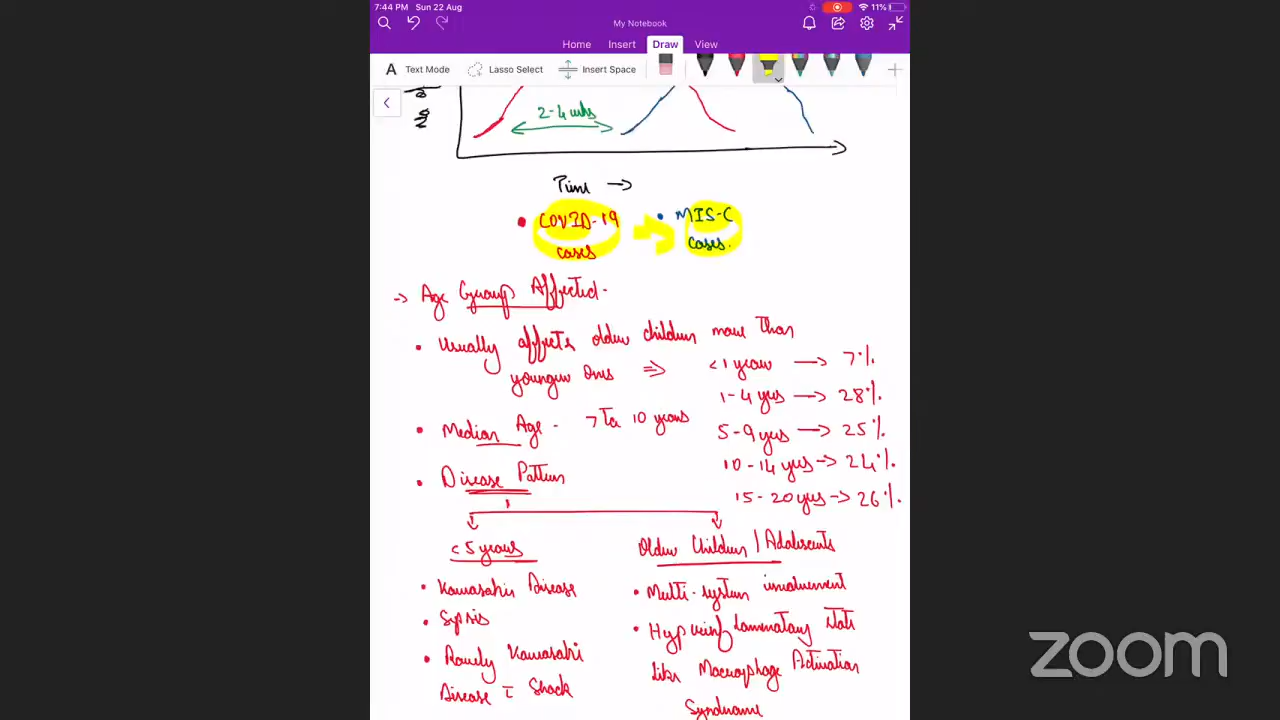 7:44 PM Sun 22 Aug
11%
My Notebook
Home Insert Draw View
Text Mode Lasso Select Insert Space
2-4 wks
Time →
• COVID-19 • MIS-C
cases cases.
→ Age Group Affected.
• Usually affects older children more than
younger ones ⇒ <1 year → 7%
1-4 yrs → 28%
• Median Age - 7 to 10 years
5-9 yrs → 25%
10-14 yrs → 24%
• Disease Pattern
15-20 yrs → 26%
<5 years Older Children / Adolescents
• Kawasaki Disease • Multi-system involvement
• Sepsis • Hyperinflammatory state
• Rarely Kawasaki like Macrophage Activation
Disease c Shock Syndrome
zoom